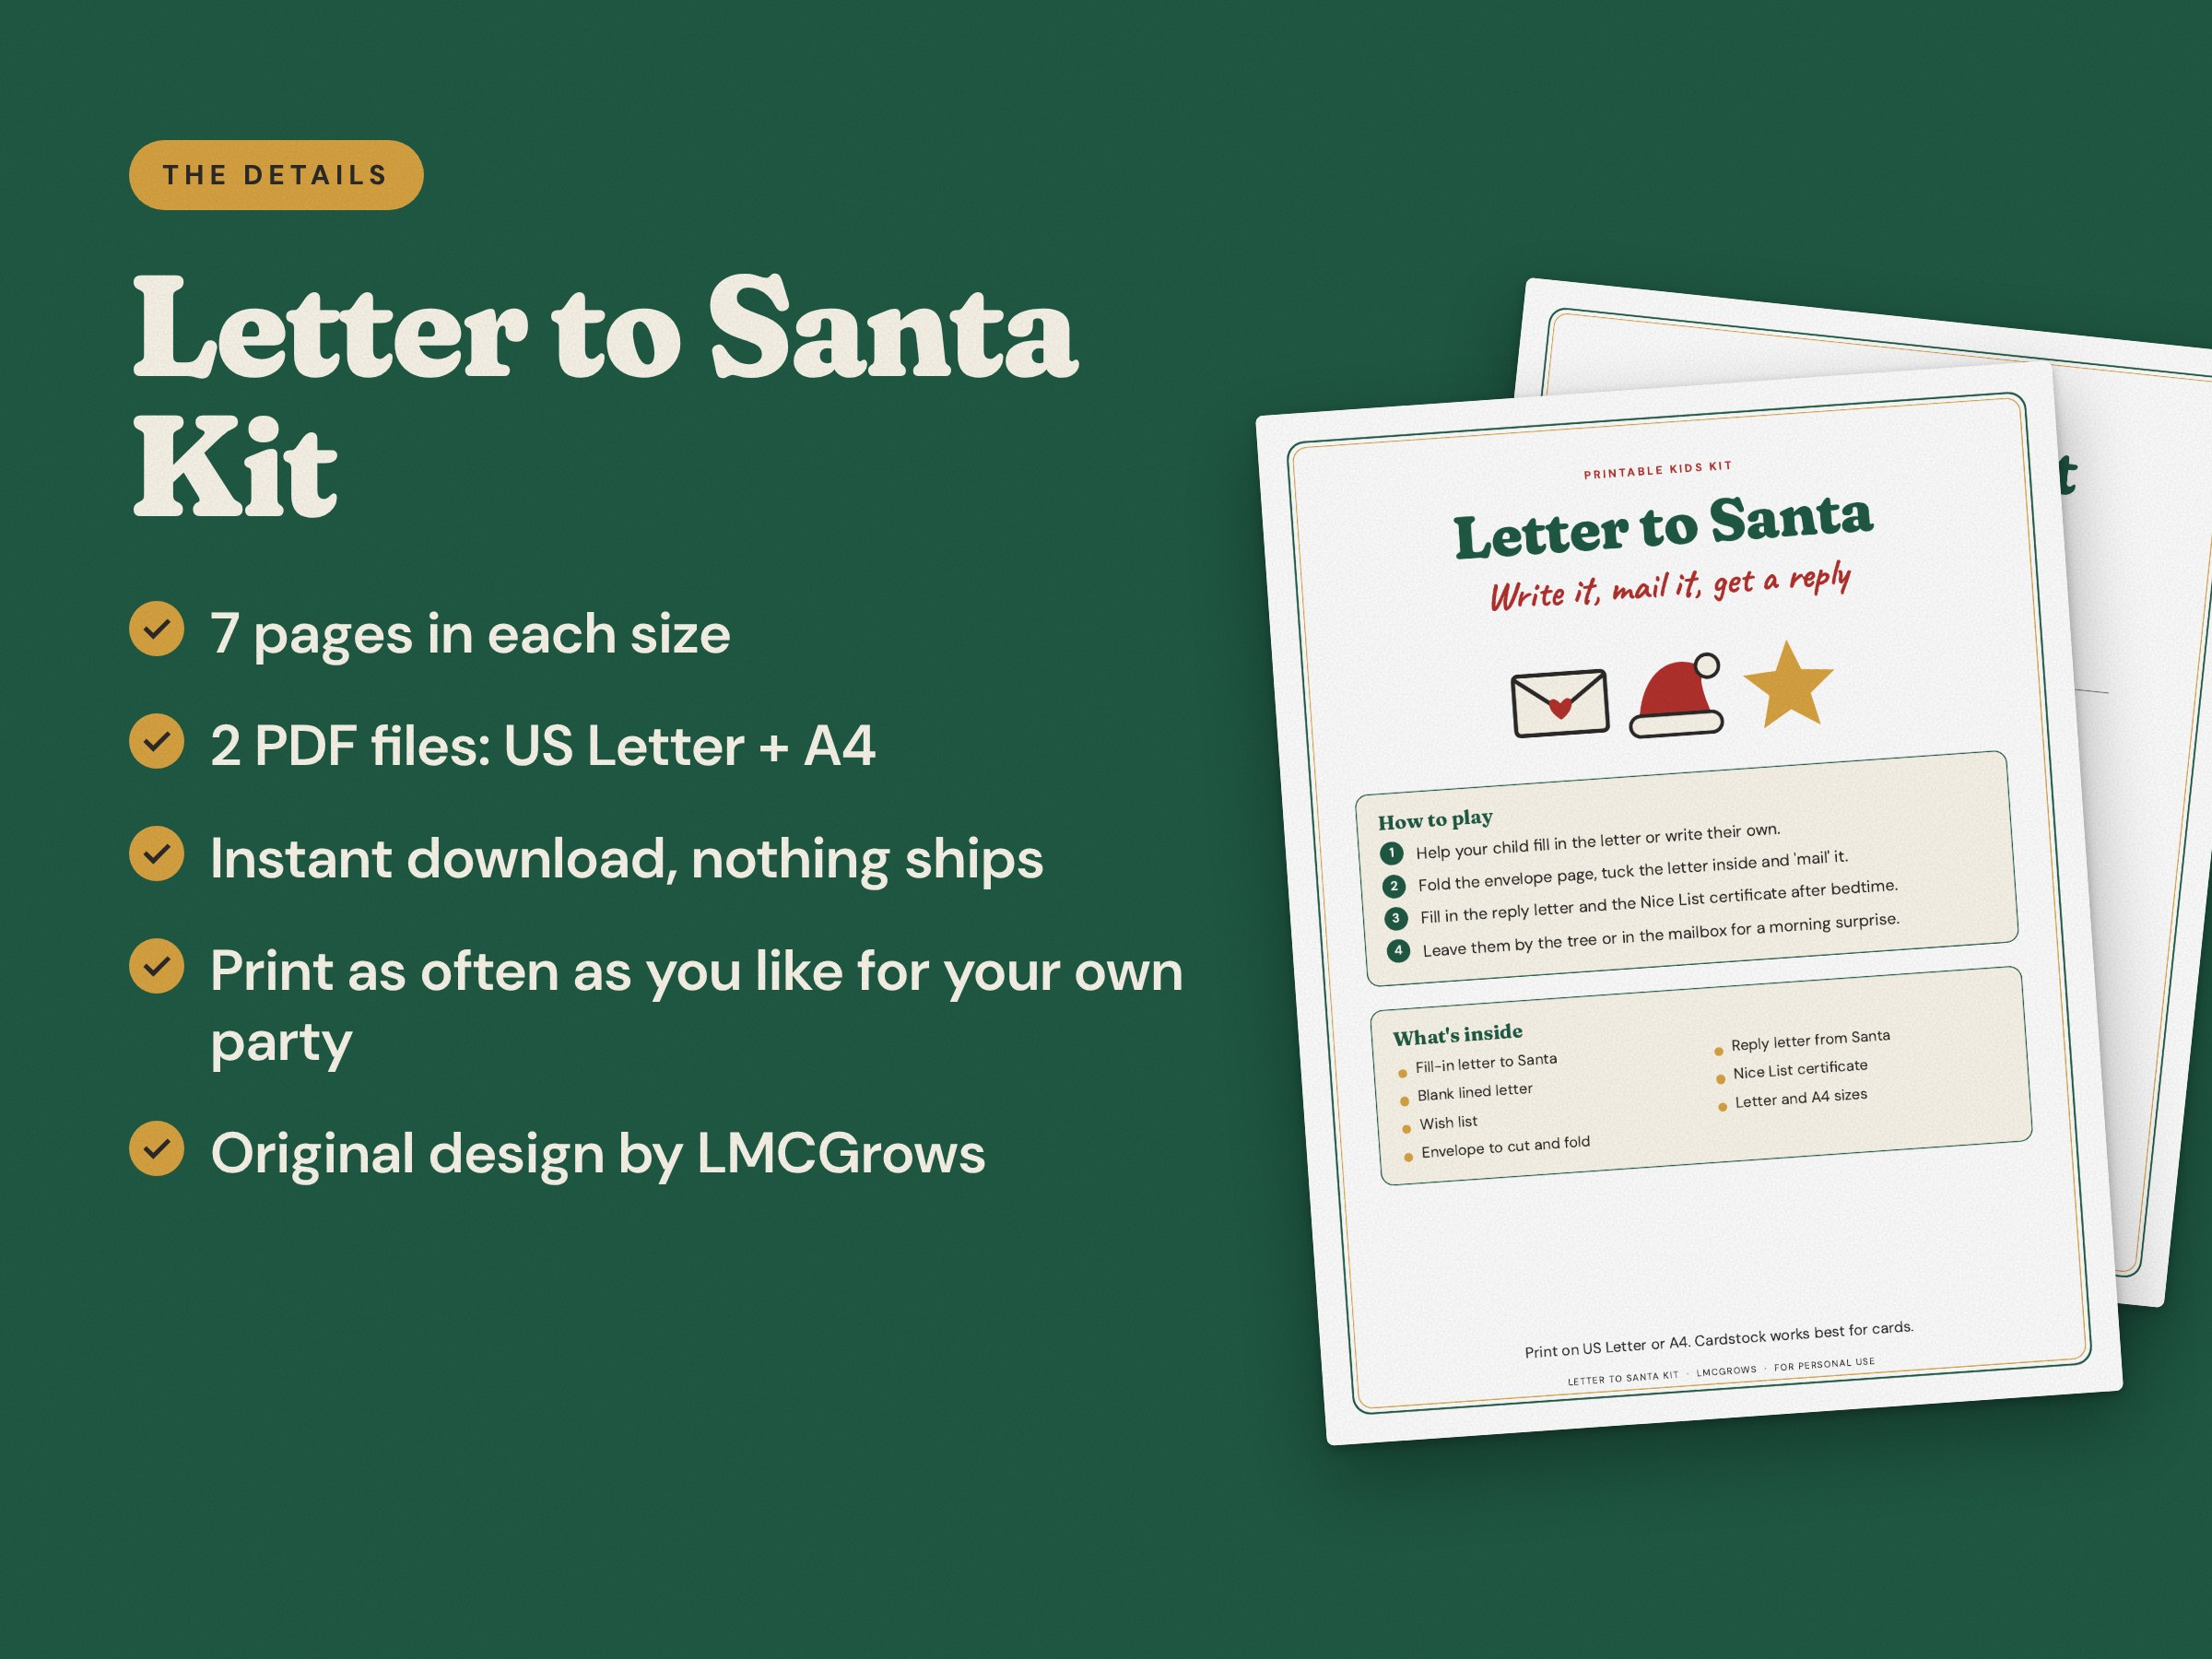 THE DETAILS
Letter to Santa
Kit
7 pages in each size
2 PDF files: US Letter + A4
Instant download, nothing ships
Print as often as you like for your own
party
Original design by LMCGrows
PRINTABLE KIDS KIT
Letter to Santa
Write it, mail it, get a reply
How to play
1 Help your child fill in the letter or write their own.
2 Fold the envelope page, tuck the letter inside and 'mail' it.
3 Fill in the reply letter and the Nice List certificate after bedtime.
4 Leave them by the tree or in the mailbox for a morning surprise.
What's inside
Fill-in letter to Santa
Blank lined letter
Wish list
Envelope to cut and fold
Reply letter from Santa
Nice List certificate
Letter and A4 sizes
Print on US Letter or A4. Cardstock works best for cards.
LETTER TO SANTA KIT · LMCGROWS · FOR PERSONAL USE
t